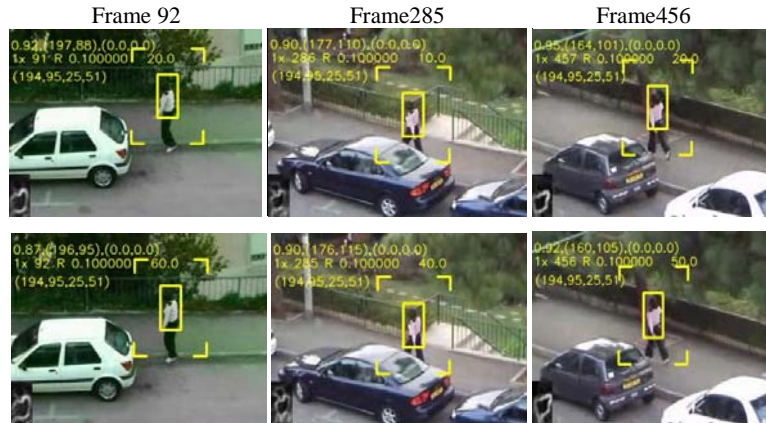 Frame 92
Frame285
Frame456
0.92,(197,88),(0.0,0.0)
1x 91 R 0.100000 20.0
(194,95,25,51)
0.90,(177,110),(0.0,0.0)
1x 286 R 0.100000 10.0
(194,95,25,51)
0.95,(164,101),(0.0,0.0)
1x 457 R 0.100000 20.0
(194,95,25,51)
0.87,(196,95),(0.0,0.0)
1x 92 R 0.100000 60.0
(194,95,25,51)
0.90,(176,115),(0.0,0.0)
1x 285 R 0.100000 40.0
(194,95,25,51)
0.92,(160,105),(0.0,0.0)
1x 456 R 0.100000 50.0
(194,95,25,51)